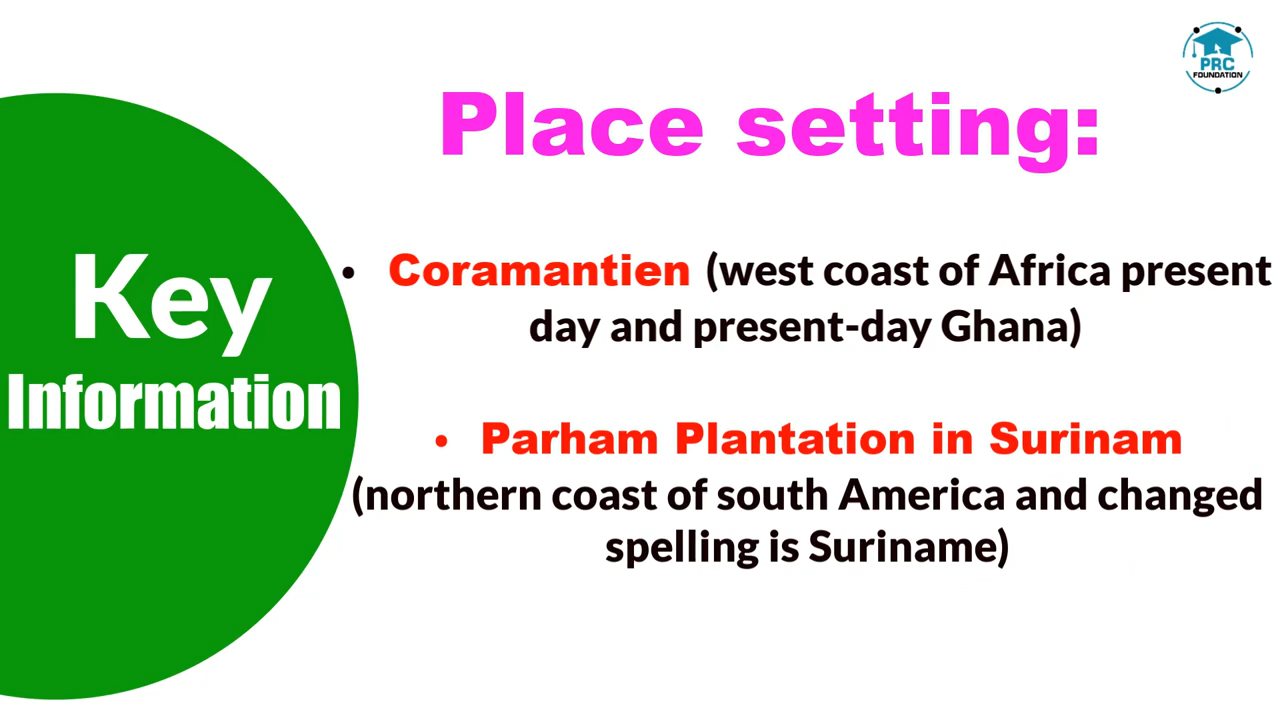 PRC
FOUNDATION
Place setting:
Key
Information
• Coramantien (west coast of Africa present
day and present-day Ghana)
• Parham Plantation in Surinam
(northern coast of south America and changed
spelling is Suriname)